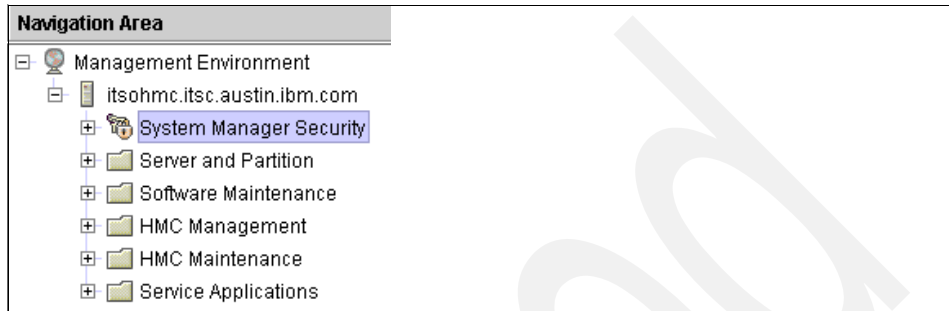 Navigation Area
Management Environment
itsohmc.itsc.austin.ibm.com
System Manager Security
Server and Partition
Software Maintenance
HMC Management
HMC Maintenance
Service Applications